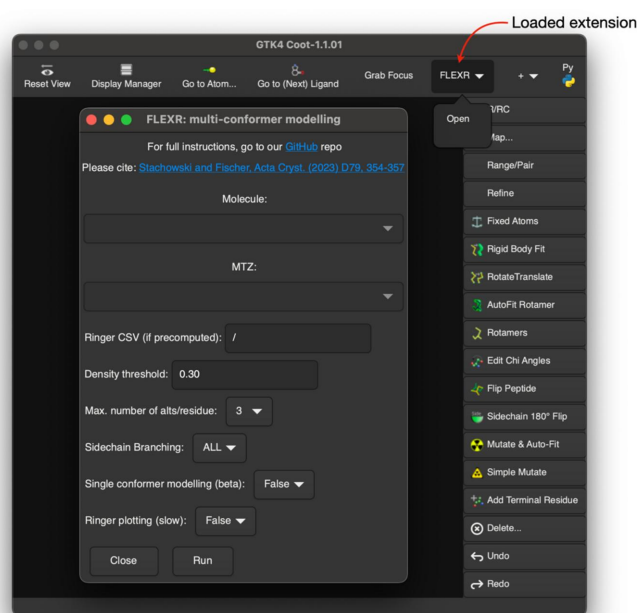 Loaded extension
GTK4 Coot-1.1.01
Reset View
Display Manager
Go to Atom...
Go to (Next) Ligand
Grab Focus
FLEXR
+
Py
Open
/RC
Map...
Range/Pair
Refine
Fixed Atoms
Rigid Body Fit
RotateTranslate
AutoFit Rotamer
Rotamers
Edit Chi Angles
Flip Peptide
Sidechain 180° Flip
Mutate & Auto-Fit
Simple Mutate
Add Terminal Residue
Delete...
Undo
Redo
FLEXR: multi-conformer modelling
For full instructions, go to our GitHub repo
Please cite: Stachowski and Fischer, Acta Cryst. (2023) D79, 354-357
Molecule:
MTZ:
Ringer CSV (if precomputed): /
Density threshold: 0.30
Max. number of alts/residue: 3
Sidechain Branching: ALL
Single conformer modelling (beta): False
Ringer plotting (slow): False
Close
Run